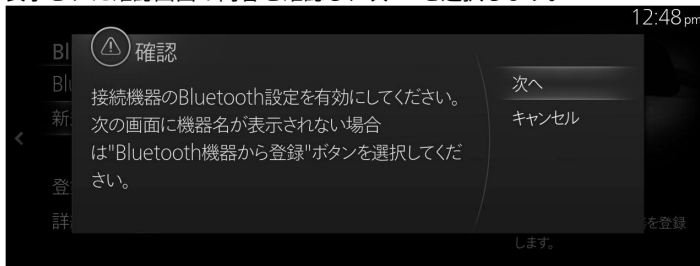 12:48 pm
Bl
確認
Blu
接続機器のBluetooth設定を有効にしてください。
次へ
新
次の画面に機器名が表示されない場合
キャンセル
は"Bluetooth機器から登録"ボタンを選択してくだ
さい。
登
詳
を登録
します。